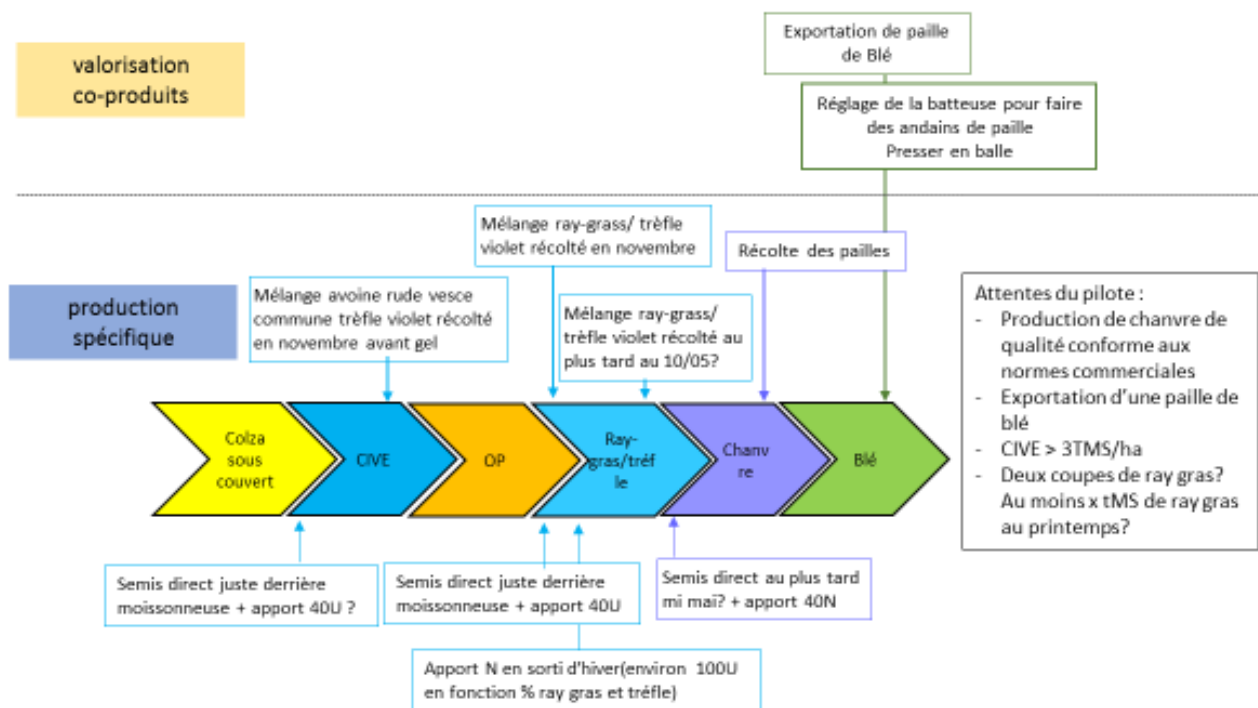 valorisation
co-produits
Exportation de paille
de Blé
Réglage de la batteuse pour faire
des andains de paille
Presser en balle
production
spécifique
Mélange avoine rude vesce
commune trèfle violet récolté
en novembre avant gel
Mélange ray-grass/ trèfle
violet récolté en novembre
Mélange ray-grass/
trèfle violet récolté au
plus tard au 10/05?
Récolte des pailles
Attentes du pilote :
- Production de chanvre de
qualité conforme aux
normes commerciales
- Exportation d'une paille de
blé
- CIVE > 3TMS/ha
- Deux coupes de ray gras?
Au moins x tMS de ray gras
au printemps?
Colza
sous
couvert
CIVE
OP
Ray-
gras/tréf
le
Chanv
re
Blé
Semis direct juste derrière
moissonneuse + apport 40U ?
Semis direct juste derrière
moissonneuse + apport 40U
Semis direct au plus tard
mi mai? + apport 40N
Apport N en sorti d'hiver(environ 100U
en fonction % ray gras et tréfle)